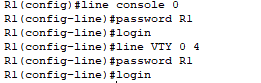 R1(config)#line console 0
R1(config-line)#password R1
R1(config-line)#login
R1(config-line)#line VTY 0 4
R1(config-line)#password R1
R1(config-line)#login